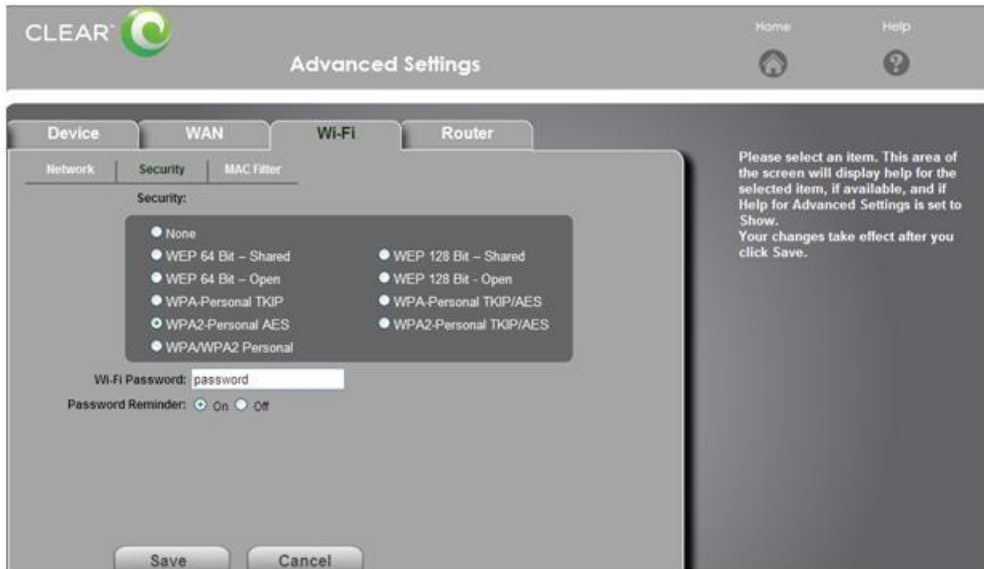 CLEAR
Home
Help
Advanced Settings
Device
WAN
Wi-Fi
Router
Network
Security
MAC Filter
Security:
None
WEP 64 Bit – Shared
WEP 128 Bit – Shared
WEP 64 Bit – Open
WEP 128 Bit - Open
WPA-Personal TKIP
WPA-Personal TKIP/AES
WPA2-Personal AES
WPA2-Personal TKIP/AES
WPA/WPA2 Personal
Wi-Fi Password: password
Password Reminder: On Off
Save
Cancel
Please select an item. This area of
the screen will display help for the
selected item, if available, and if
Help for Advanced Settings is set to
Show.
Your changes take effect after you
click Save.